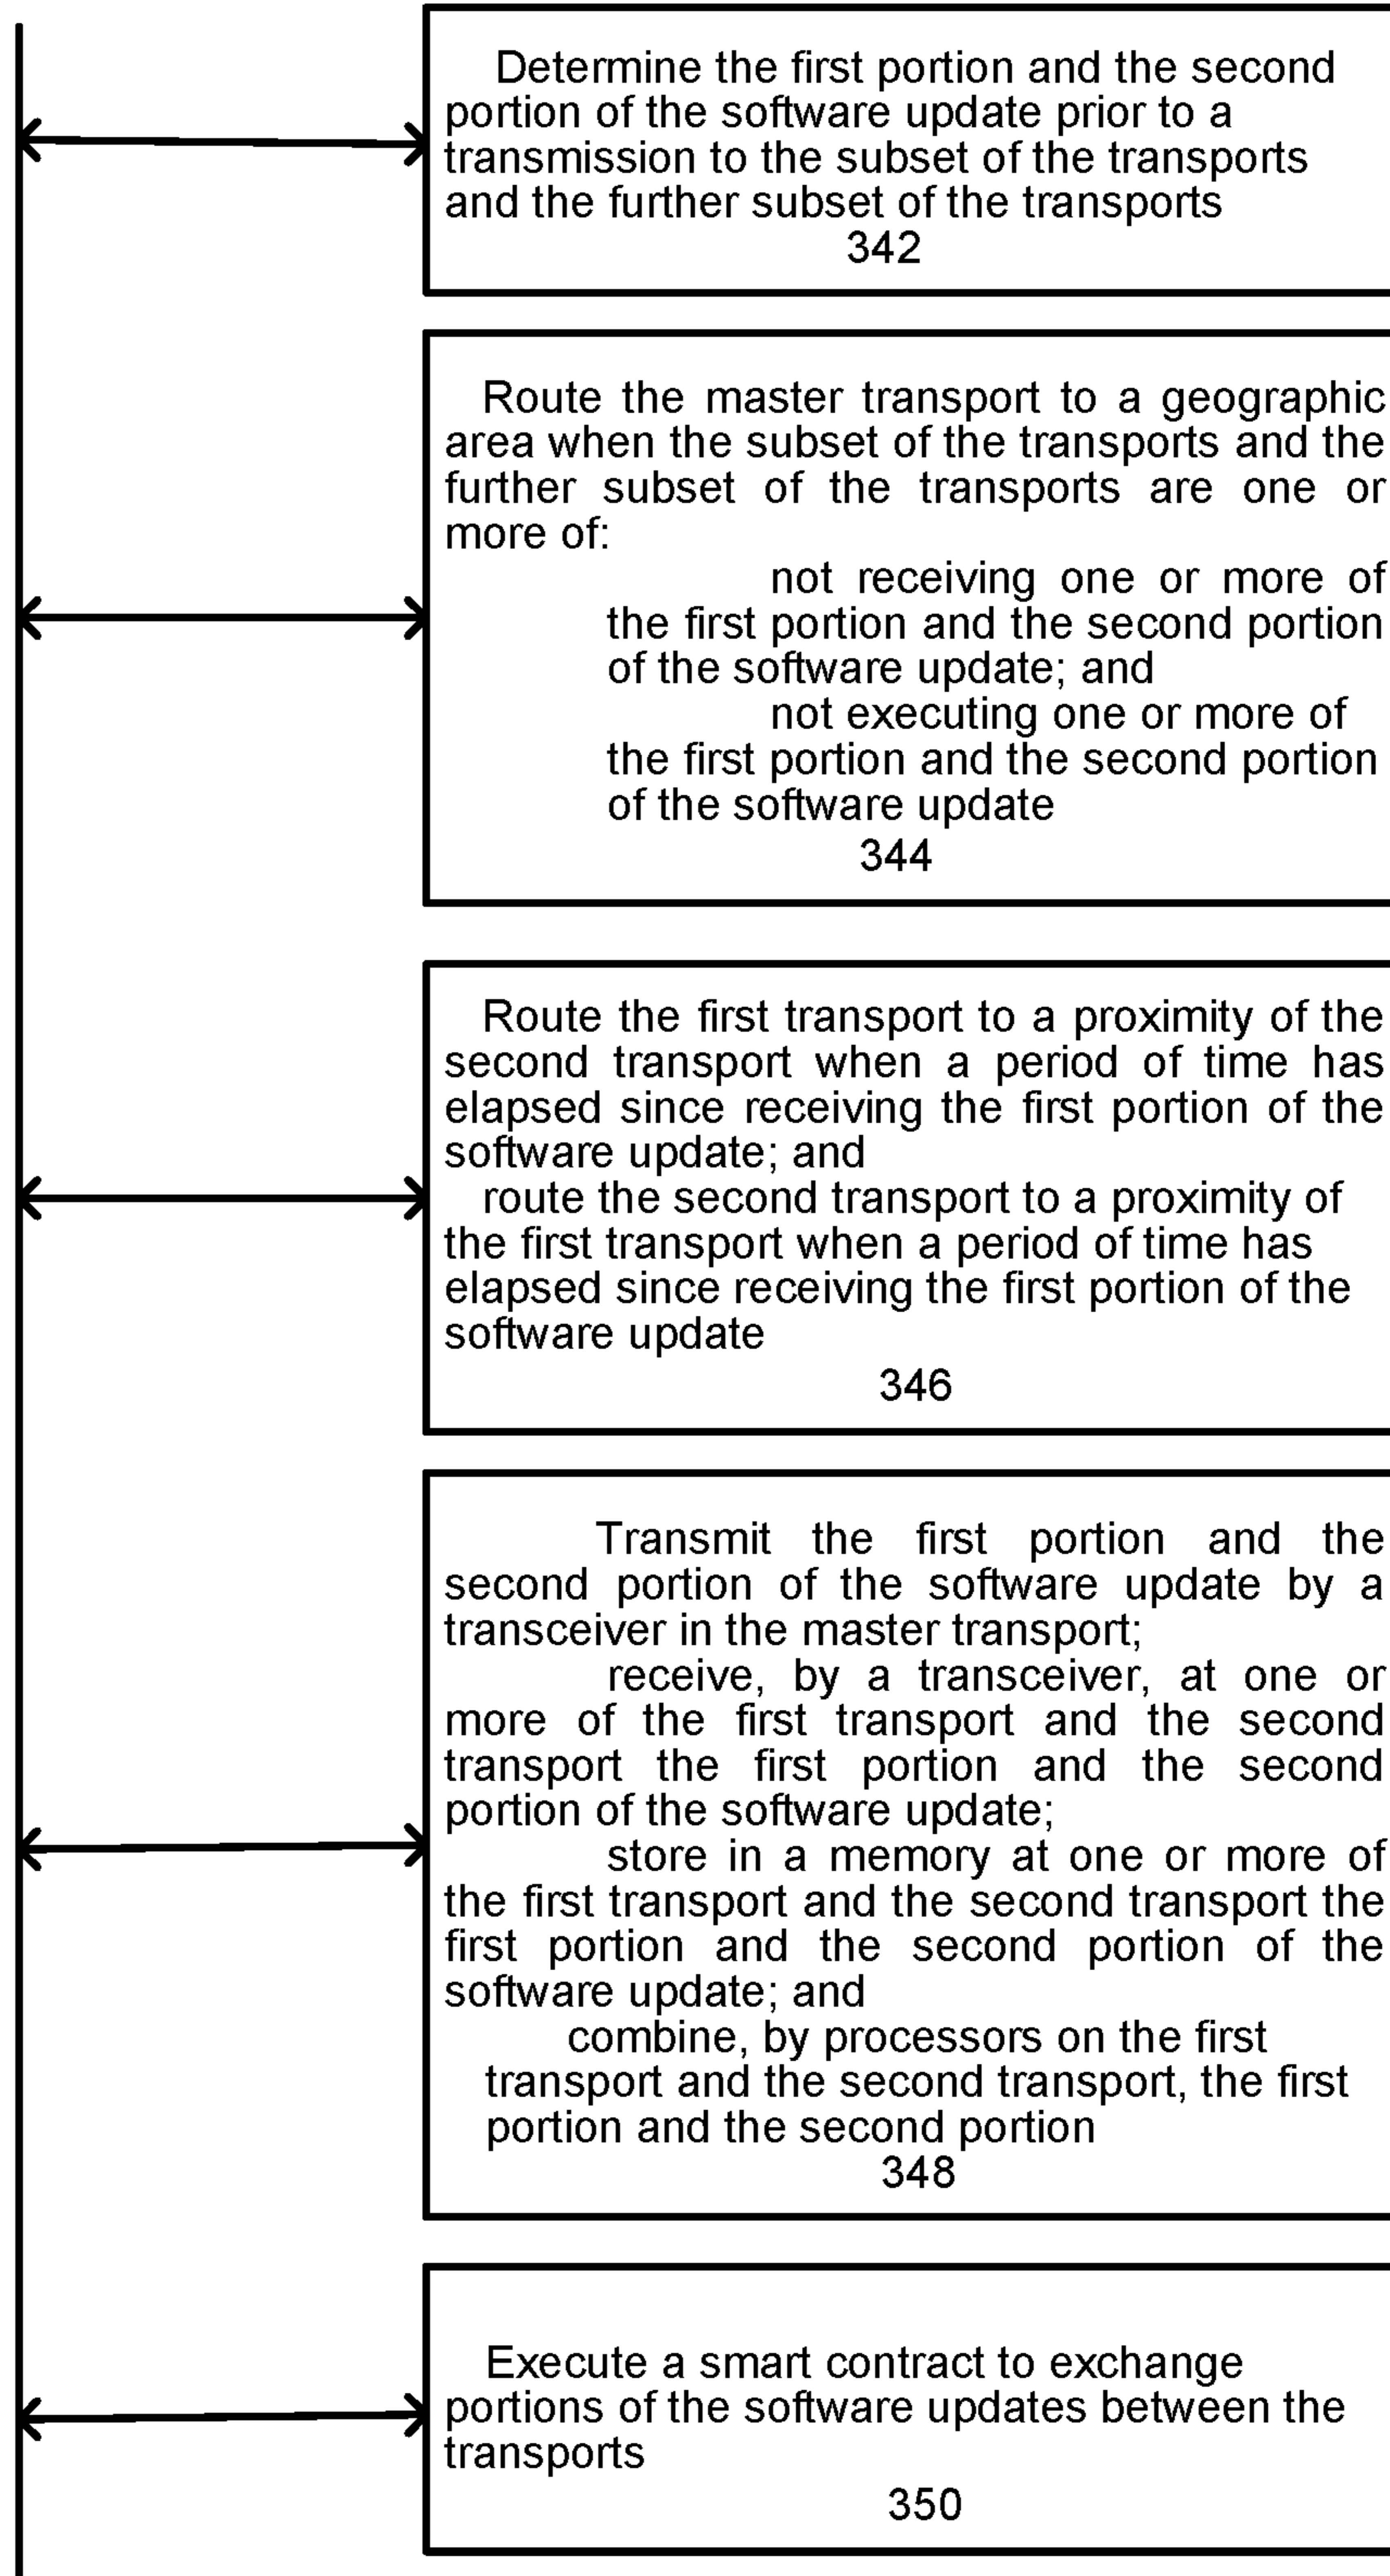 Determine the first portion and the second
portion of the software update prior to a
transmission to the subset of the transports
and the further subset of the transports
342
Route the master transport to a geographic
area when the subset of the transports and the
further subset of the transports are one or
more of:
not receiving one or more of
the first portion and the second portion
of the software update; and
not executing one or more of
the first portion and the second portion
of the software update
344
Route the first transport to a proximity of the
second transport when a period of time has
elapsed since receiving the first portion of the
software update; and
route the second transport to a proximity of
the first transport when a period of time has
elapsed since receiving the first portion of the
software update
346
Transmit the first portion and the
second portion of the software update by a
transceiver in the master transport;
receive, by a transceiver, at one or
more of the first transport and the second
transport the first portion and the second
portion of the software update;
store in a memory at one or more of
the first transport and the second transport the
first portion and the second portion of the
software update; and
combine, by processors on the first
transport and the second transport, the first
portion and the second portion
348
Execute a smart contract to exchange
portions of the software updates between the
transports
350